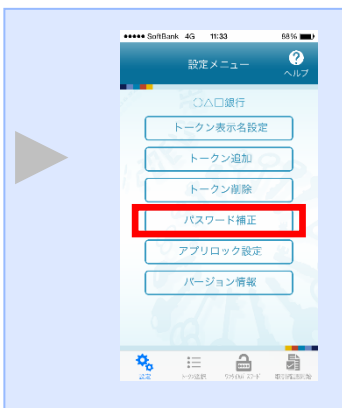 ●●●●● SoftBank 4G 11:33 88%
設定メニュー
?
ヘルプ
○△□銀行
トークン表示名設定
トークン追加
トークン削除
パスワード補正
アプリロック設定
バージョン情報
設定